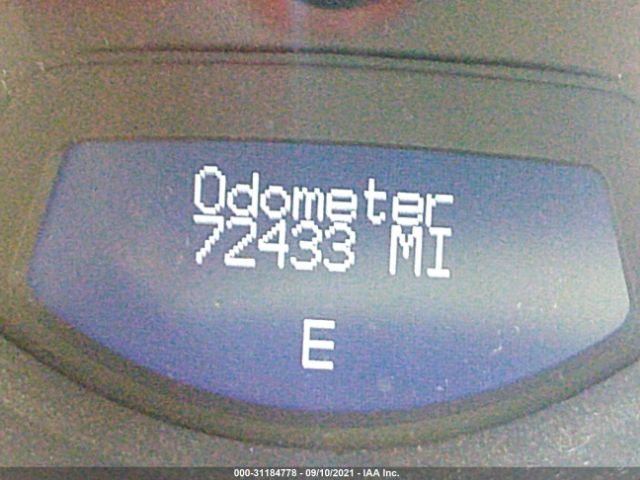 Odometer
72433 MI
E
000-31184778 - 09/10/2021 - IAA Inc.